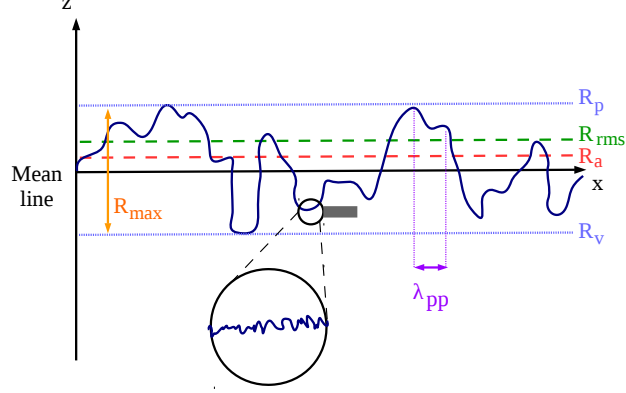 z
R_p
R_rms
R_a
Mean
line
x
R_max
R_v
λ_pp